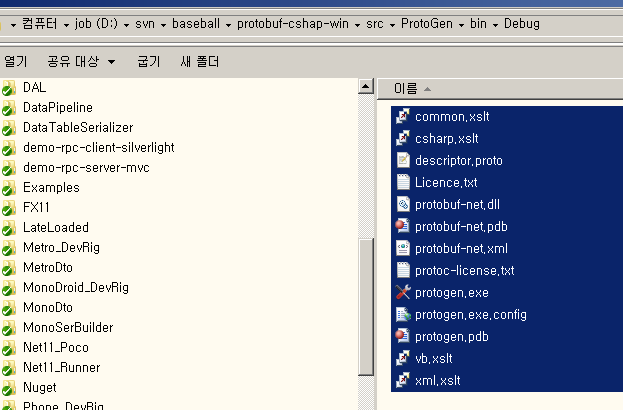 컴퓨터 ▾ job (D:) ▾ svn ▾ baseball ▾ protobuf-cshap-win ▾ src ▾ ProtoGen ▾ bin ▾ Debug
열기 공유 대상 ▼ 굽기 새 폴더
DAL
DataPipeline
DataTableSerializer
demo-rpc-client-silverlight
demo-rpc-server-mvc
Examples
FX11
LateLoaded
Metro_DevRig
MetroDto
MonoDroid_DevRig
MonoDto
MonoSerBuilder
Net11_Poco
Net11_Runner
Nuget
Phone_DevRig
이름
common.xslt
csharp.xslt
descriptor.proto
Licence.txt
protobuf-net.dll
protobuf-net.pdb
protobuf-net.xml
protoc-license.txt
protogen.exe
protogen.exe.config
protogen.pdb
vb.xslt
xml.xslt